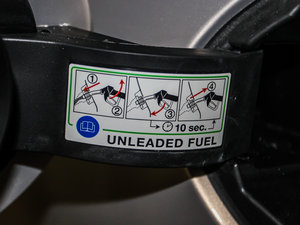 ① ② ③ ④
10 sec.
UNLEADED FUEL